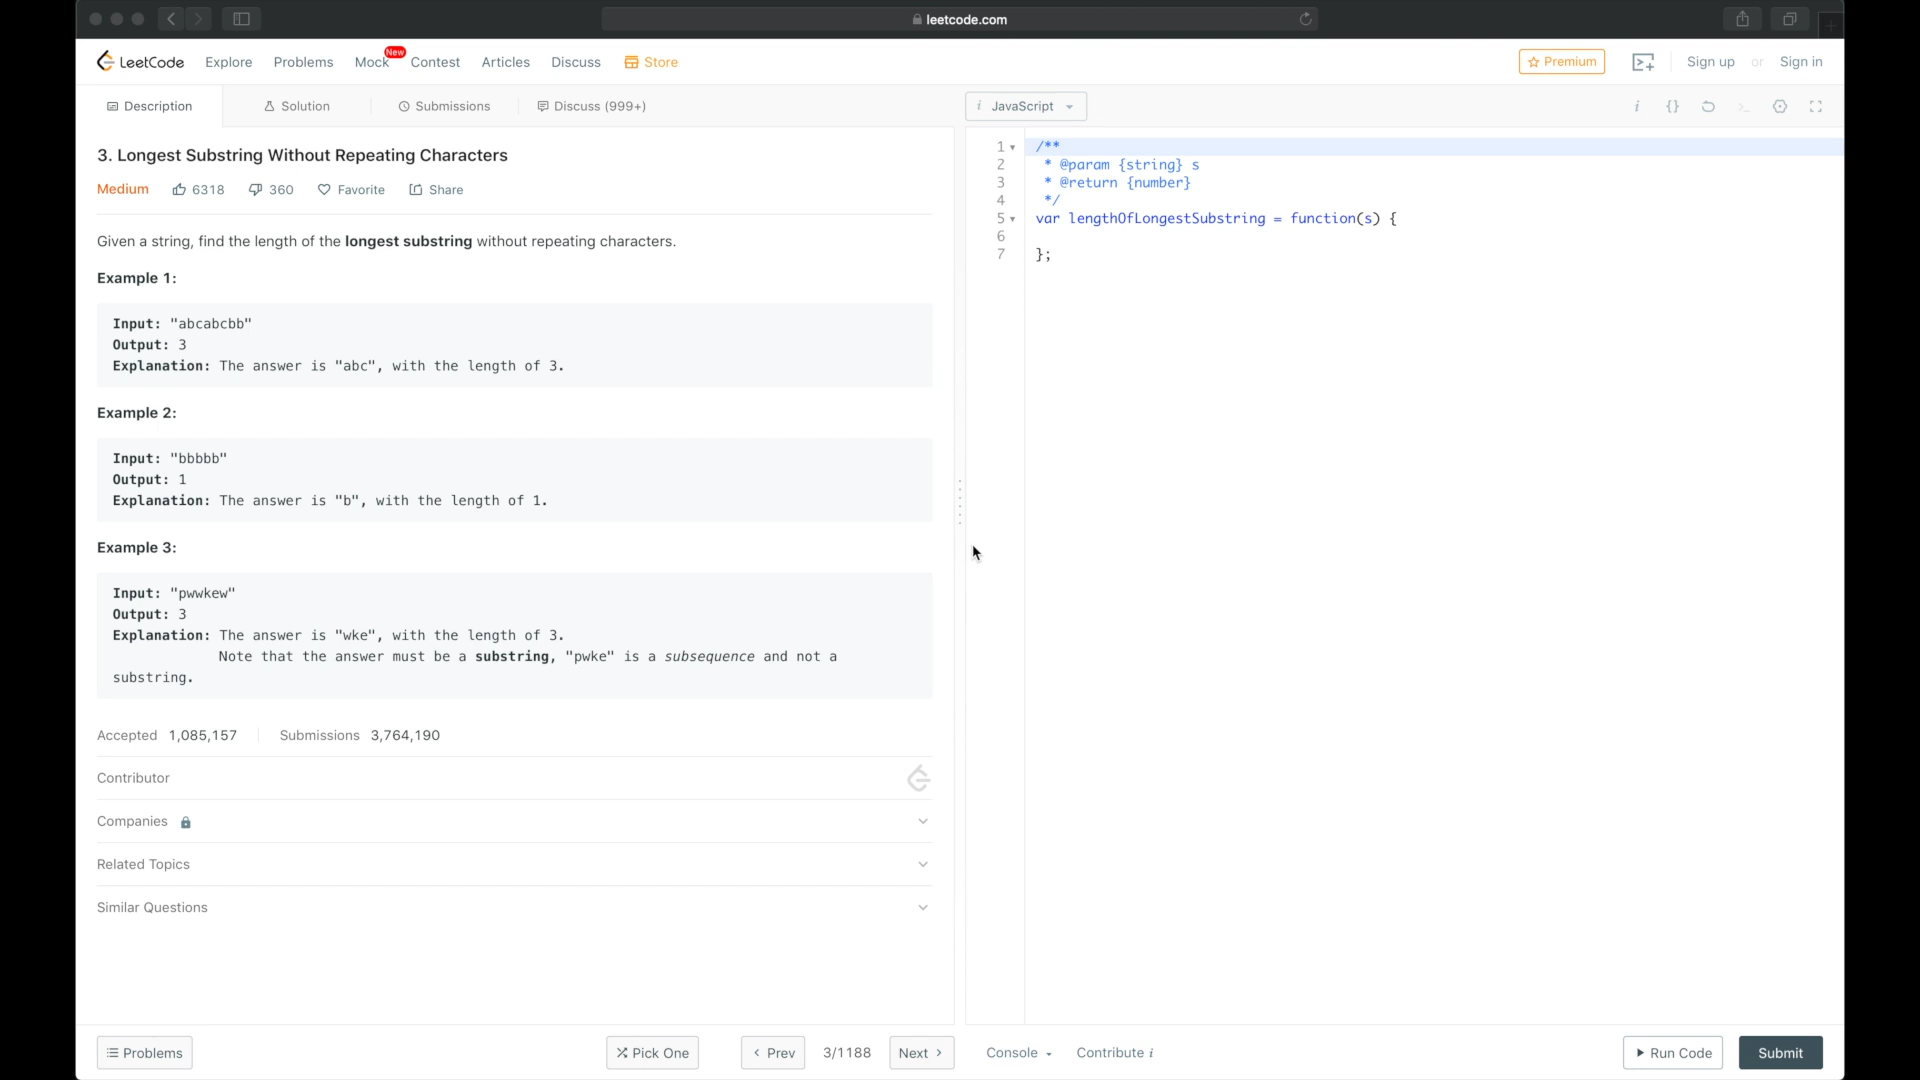 leetcode.com
LeetCode
Explore
Problems
Mock
New
Contest
Articles
Discuss
Store
Premium
Sign up
or
Sign in
Description
Solution
Submissions
Discuss (999+)
i JavaScript
3. Longest Substring Without Repeating Characters
Medium
6318
360
Favorite
Share
Given a string, find the length of the longest substring without repeating characters.
Example 1:
Input: "abcabcbb"
Output: 3
Explanation: The answer is "abc", with the length of 3.
Example 2:
Input: "bbbbb"
Output: 1
Explanation: The answer is "b", with the length of 1.
Example 3:
Input: "pwwkew"
Output: 3
Explanation: The answer is "wke", with the length of 3.
Note that the answer must be a substring, "pwke" is a subsequence and not a
substring.
Accepted 1,085,157
Submissions 3,764,190
Contributor
Companies
Related Topics
Similar Questions
i {}
1 /**
2 * @param {string} s
3 * @return {number}
4 */
5 var lengthOfLongestSubstring = function(s) {
6
7 };
Problems
Pick One
Prev
3/1188
Next
Console
Contribute i
Run Code
Submit